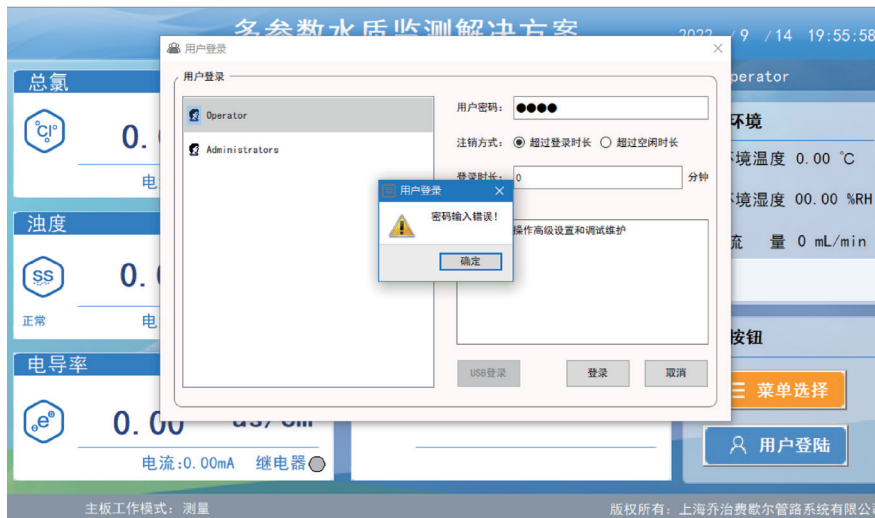 多参数水质监测解决方案
2022 / 9 / 14 19:55:58
用户登录
用户登录
Operator
Administrators
用户密码: ●●●●
注销方式: 超过登录时长 超过空闲时长
登录时长: 0 分钟
操作高级设置和调试维护
用户登录
密码输入错误!
确定
USB登录
登录
取消
perator
总氯
Cl
0.
电
浊度
SS
0.
正常
电
电导率
e
0.00 uS/cm
电流:0.00mA 继电器
环境
境温度 0.00 ℃
境湿度 00.00 %RH
流 量 0 mL/min
按钮
菜单选择
用户登陆
主板工作模式: 测量
版权所有: 上海乔治费歇尔管路系统有限公司